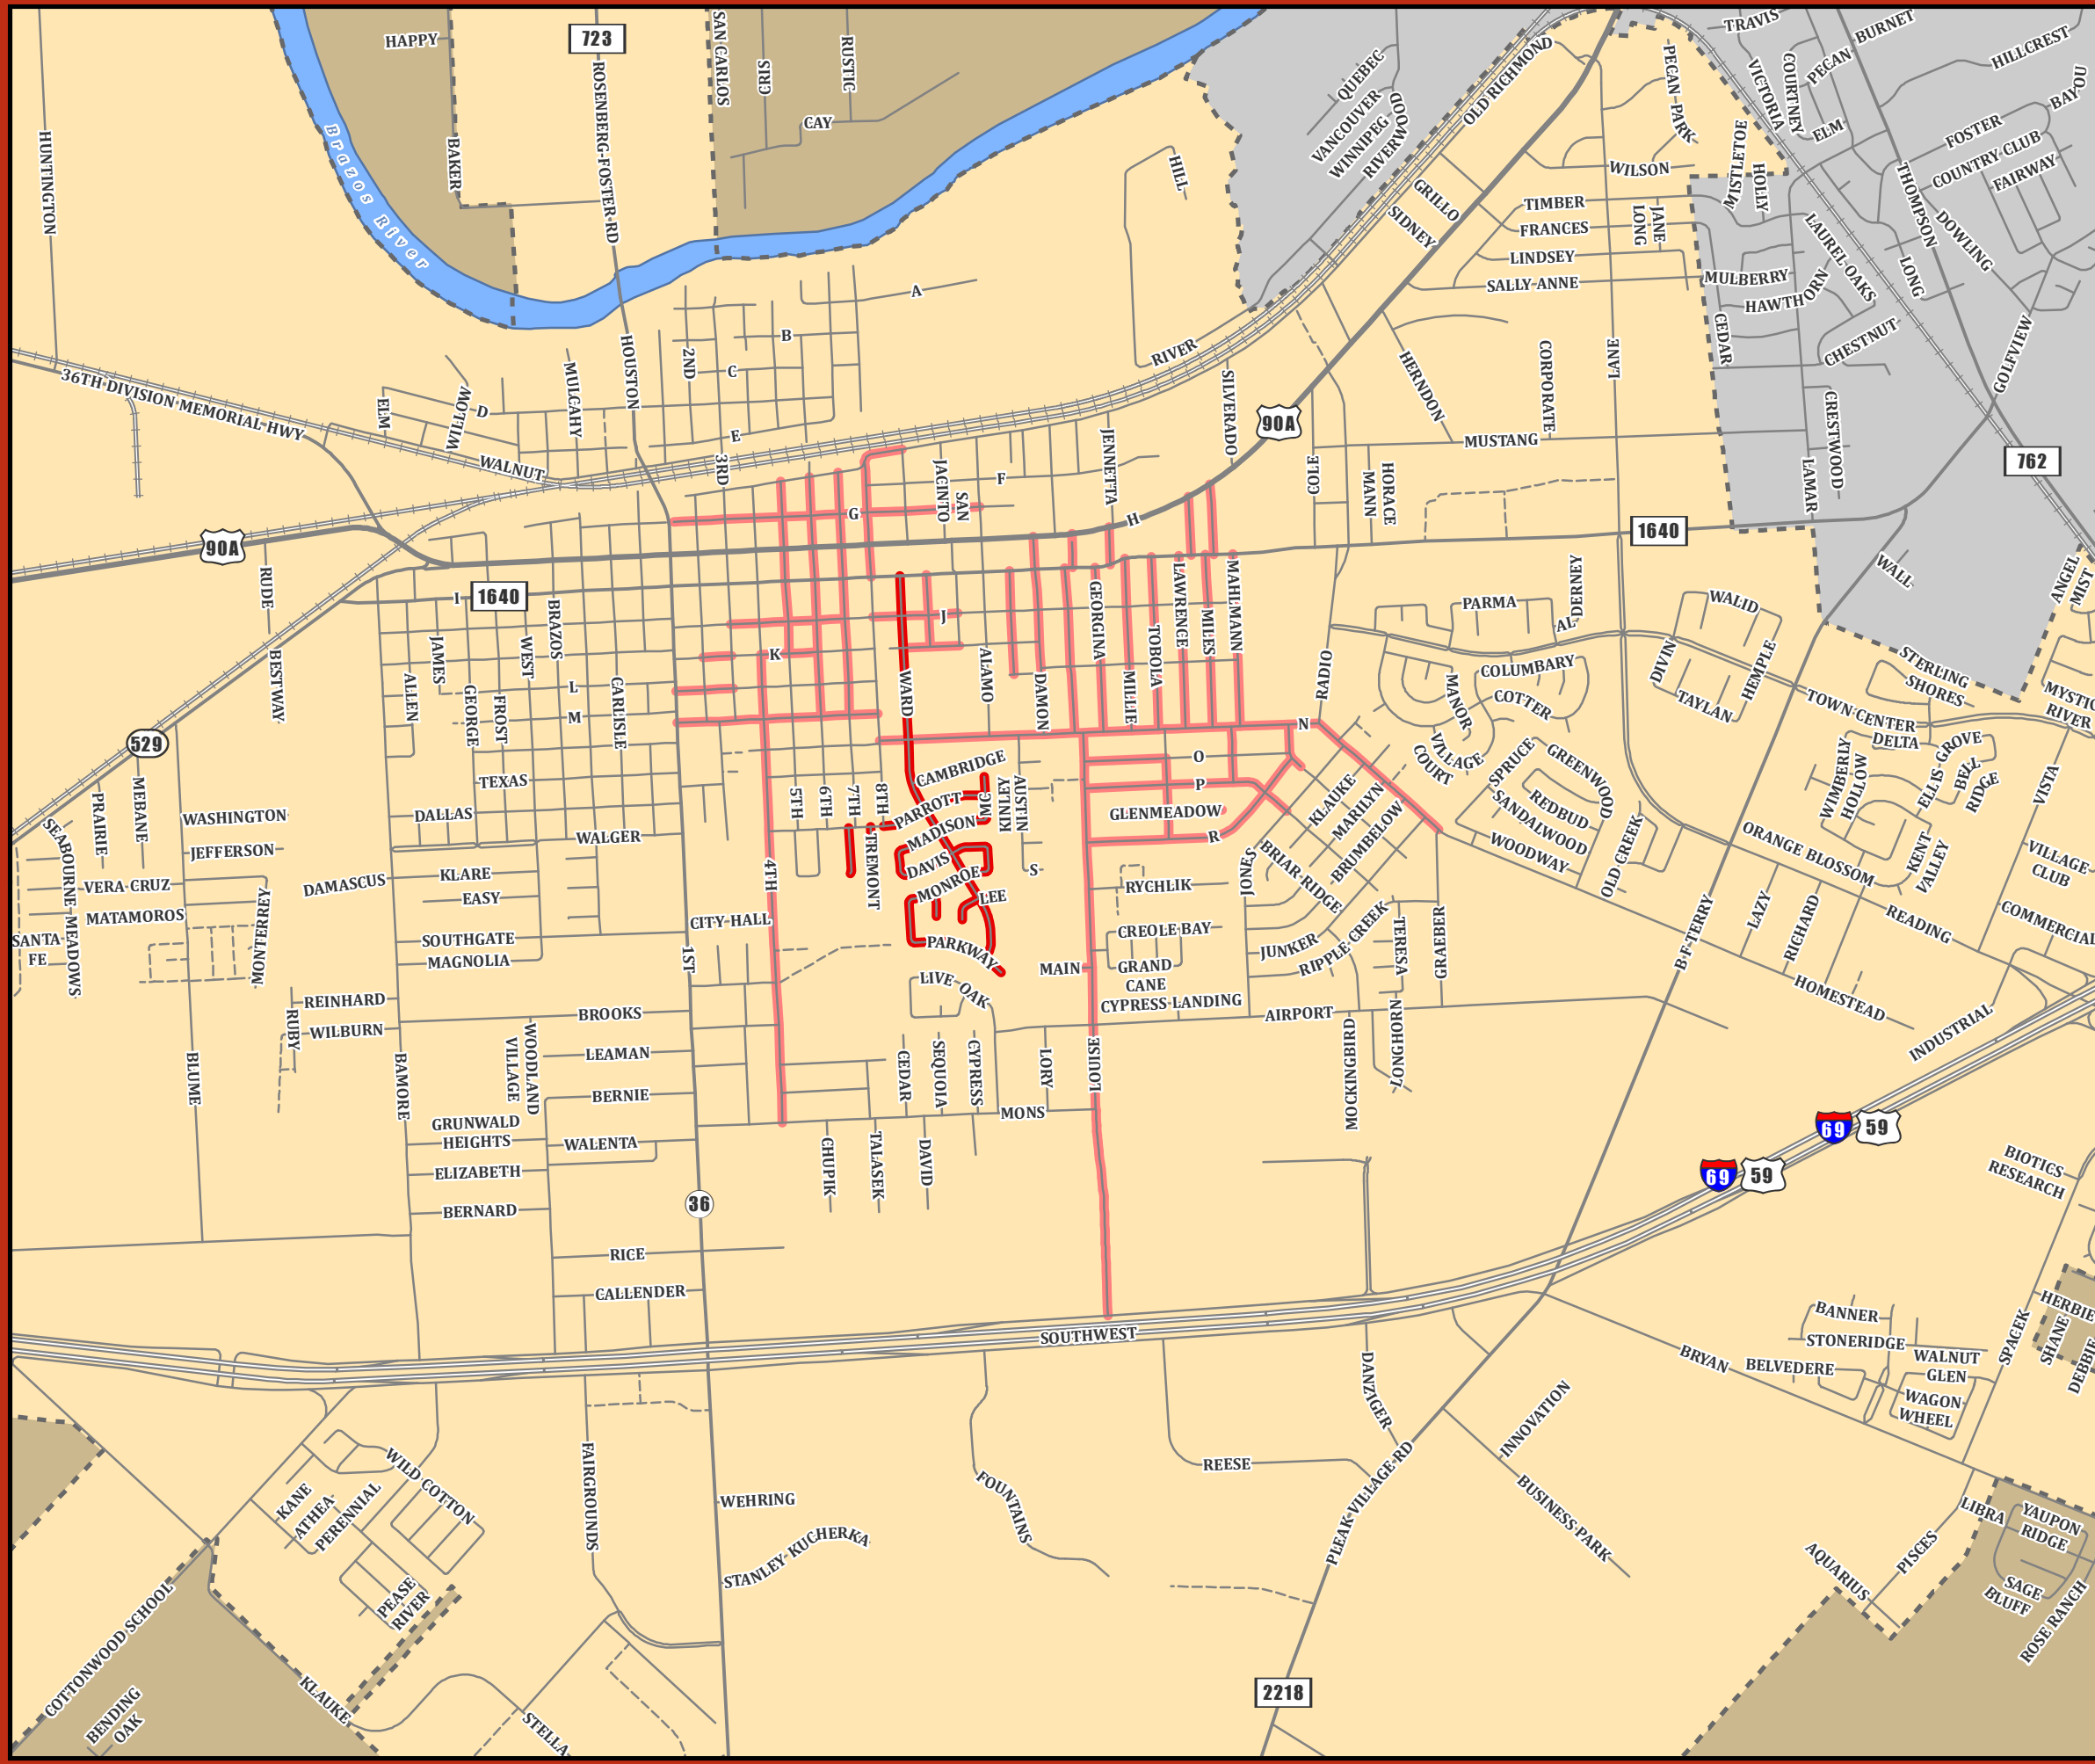 HAPPY
723
SAN CARLOS
CRIS
RUSTIC
CAY
BAKER
ROSENBERG-FOSTER RD
HUNTINGTON
Brazos River
HILL
QUEBEC
VANCOUVER
WINNIPEG
RIVERWOOD
OLD RICHMOND
PECAN PARK
TRAVIS
BURNET
HILLCREST
VICTORIA
COURTNEY
PECAN
ELM
BAYOU
FOSTER
COUNTRY CLUB
FAIRWAY
WILSON
MISTLETOE
HOLLY
THOMPSON
DOWLING
GRILLO
SIDNEY
TIMBER
FRANCES
LINDSEY
SALLY ANNE
LONG
JANE
LAUREL OAKS
LONG
MULBERRY
HAWTHORN
CEDAR
CHESTNUT
GOLFVIEW
A
B
C
D
E
2ND
HOUSTON
MULCAHY
ELM
WILLOW
36TH DIVISION MEMORIAL HWY
WALNUT
RIVER
SILVERADO
90A
HERNDON
CORPORATE
LANE
MUSTANG
CRESTWOOD
LAMAR
762
3RD
JACINTO
SAN
F
JENNETTA
COLE
MANN
HORACE
G
H
90A
1640
WALL
ANGEL
MIST
RIDE
I
1640
BRAZOS
J
GEORGINA
LAWRENCE
MILES
MAHLMANN
PARMA
ALDERNEY
WALID
BESTWAY
JAMES
WEST
K
ALAMO
TOBOLA
RADIO
COLUMBARY
DIVIN
HEMPLE
STERLING
SHORES
ALLEN
GEORGE
FROST
L
M
CARLISLE
WARD
DAMON
MILLIE
N
MANOR
COTTER
TAYLAN
TOWN CENTER
MYSTIC
RIVER
529
TEXAS
CAMBRIDGE
O
VILLAGE
COURT
SPRUCE
GREENWOOD
DELTA
ELLIS GROVE
BELL
RIDGE
VISTA
WIMBERLY
HOLLOW
PRAIRIE
MEBANE
WASHINGTON
DALLAS
5TH
6TH
7TH
8TH
PARROTT
KINNEY
AUSTIN
P
GLENMEADOW
KLAUKE
MARILYN
REDBUD
SANDALWOOD
SEABOURNE MEADOWS
JEFFERSON
WALGER
MADISON
R
BRUMBELOW
WOODWAY
OLD CREEK
ORANGE BLOSSOM
KENT
VALLEY
VILLAGE
CLUB
VERA CRUZ
DAMASCUS
KLARE
4TH
TREMONT
DAVIS
MONROE
S
RYCHLIK
JONES
BRIAR RIDGE
MATAMOROS
MONTERREY
EASY
LEE
LAZY
RICHARD
READING
COMMERCIAL
SANTA
FE
SOUTHGATE
MAGNOLIA
CITY HALL
1ST
PARKWAY
CREOLE BAY
JUNKER
RIPPLE CREEK
TERESA
GRAEBER
B F TERRY
MAIN
GRAND
CANE
LIVE OAK
CYPRESS LANDING
HOMESTEAD
REINHARD
WILBURN
RUBY
BROOKS
AIRPORT
INDUSTRIAL
BLUME
BAMORE
VILLAGE
WOODLAND
LEAMAN
CEDAR
SEQUOIA
CYPRESS
LORY
LOUISE
MOCKINGBIRD
LONGHORN
BERNIE
MONS
GRUNWALD
HEIGHTS
WALENTA
CHUPIK
TALASEK
DAVID
69
59
ELIZABETH
36
69
59
BIOTICS
RESEARCH
BERNARD
RICE
CALLENDER
SOUTHWEST
DANZIGER
BANNER
STONERIDGE
HERBIE
SHANE
DEBBIE
SPACEK
BRYAN
BELVEDERE
WALNUT
GLEN
WAGON
WHEEL
INNOVATION
REESE
FOUNTAINS
FAIRGROUNDS
WILD COTTON
KANE
ATHEA
PERENNIAL
WEHRING
STANLEY KUCHERKA
PLEAK VILLAGE RD
BUSINESS PARK
LIBRA
YAUPON
RIDGE
PISCES
AQUARIUS
SAGE
BLUFF
ROSE RANCH
PEASE
RIVER
COTTONWOOD SCHOOL
KLAUKE
BENDING
OAK
STELLA
2218